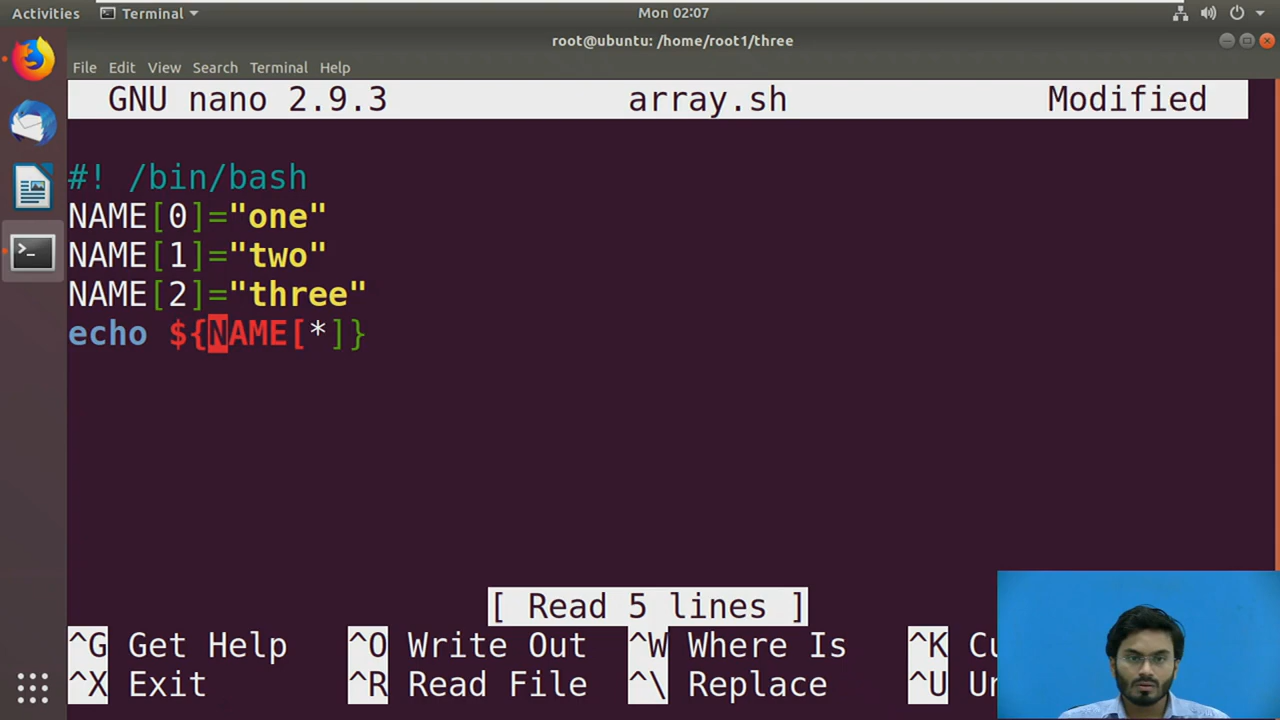 Activities Terminal Mon 02:07
root@ubuntu: /home/root1/three
File Edit View Search Terminal Help
GNU nano 2.9.3 array.sh Modified
#! /bin/bash
NAME[0]="one"
NAME[1]="two"
NAME[2]="three"
echo ${NAME[*]}
[ Read 5 lines ]
^G Get Help ^O Write Out ^W Where Is ^K
^X Exit ^R Read File ^\ Replace ^U